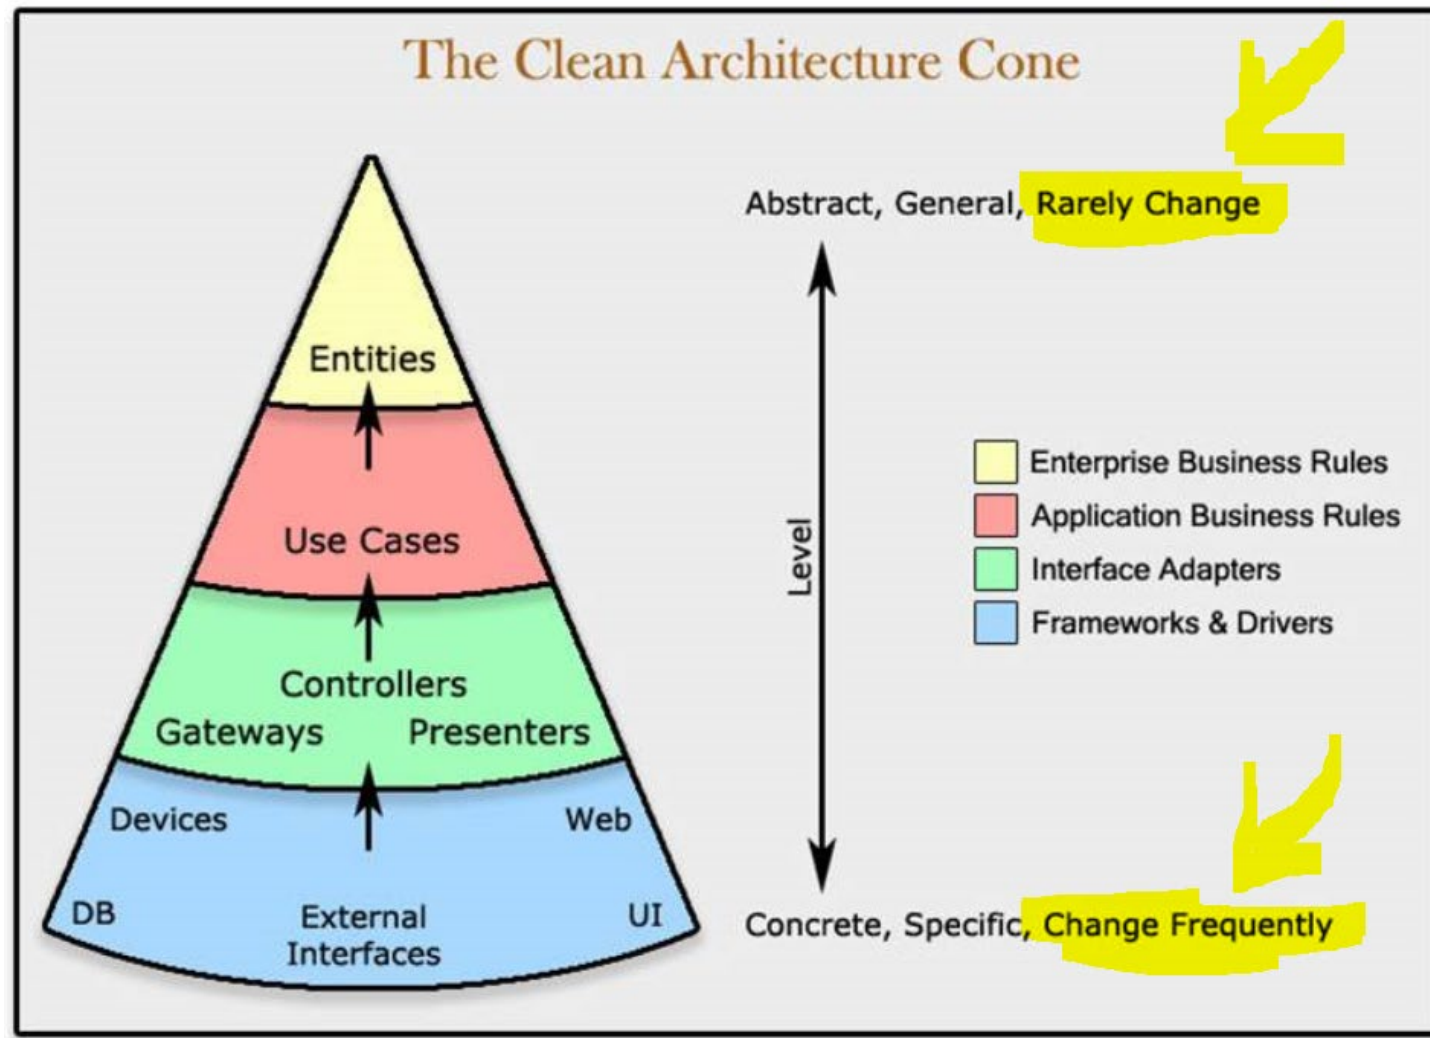 The Clean Architecture Cone
Abstract, General, Rarely Change
Entities
Use Cases
Controllers
Gateways Presenters
Devices Web
DB External Interfaces UI
Level
Enterprise Business Rules
Application Business Rules
Interface Adapters
Frameworks & Drivers
Concrete, Specific, Change Frequently